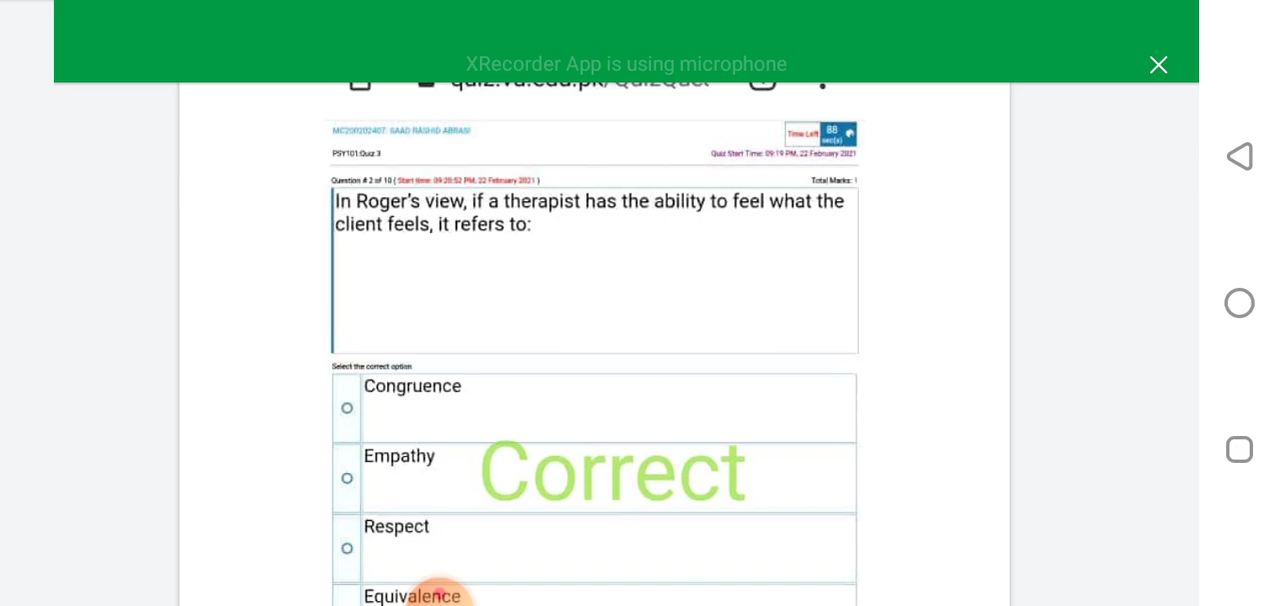 XRecorder App is using microphone
MC200202407: SAAD RASHID ABBASI
Time Left 88
sec(s)
PSY101:Quiz 3
Quiz Start Time: 09:19 PM, 22 February 2021
Question # 2 of 10 ( Start time: 09:20:52 PM, 22 February 2021 )
Total Marks: 1
In Roger's view, if a therapist has the ability to feel what the
client feels, it refers to:
Select the correct option
Congruence
Empathy
Correct
Respect
Equivalence